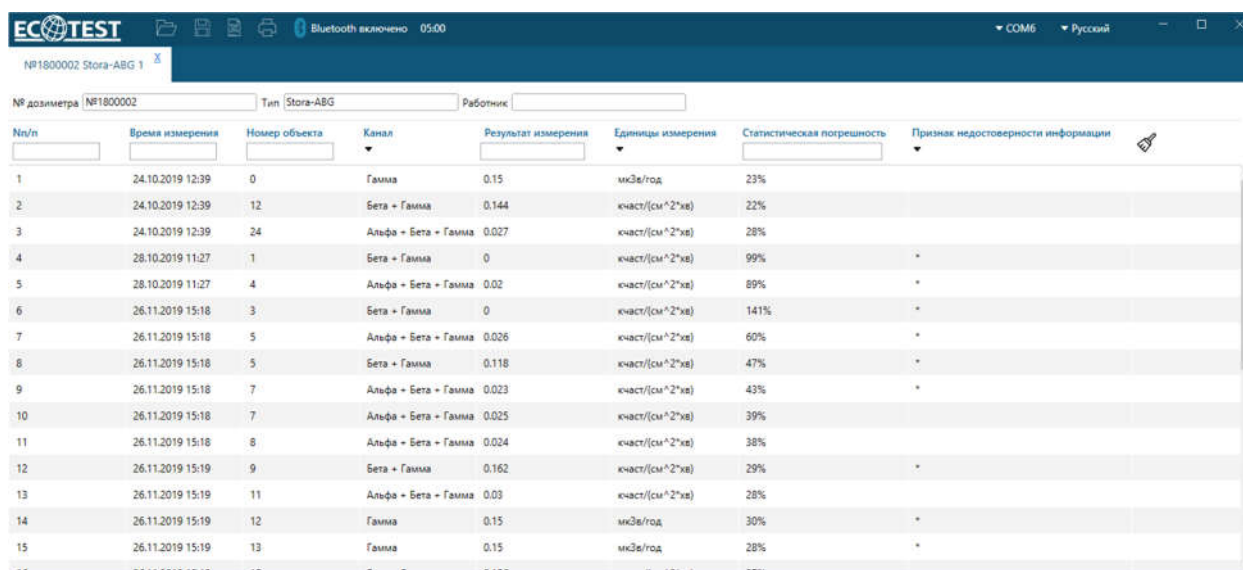 ECOTEST Bluetooth включено 05:00 COM6 Русский
№1800002 Stora-ABG 1 X
№ дозиметра №1800002 Тип Stora-ABG Работник
Nп/п Время измерения Номер объекта Канал Результат измерения Единицы измерения Статистическая погрешность Признак недостоверности информации
1 24.10.2019 12:39 0 Гамма 0.15 мкЗв/год 23%
2 24.10.2019 12:39 12 Бета + Гамма 0.144 кчаст/(см^2*хв) 22%
3 24.10.2019 12:39 24 Альфа + Бета + Гамма 0.027 кчаст/(см^2*хв) 28%
4 28.10.2019 11:27 1 Бета + Гамма 0 кчаст/(см^2*хв) 99% *
5 28.10.2019 11:27 4 Альфа + Бета + Гамма 0.02 кчаст/(см^2*хв) 89% *
6 26.11.2019 15:18 3 Бета + Гамма 0 кчаст/(см^2*хв) 141% *
7 26.11.2019 15:18 5 Альфа + Бета + Гамма 0.026 кчаст/(см^2*хв) 60% *
8 26.11.2019 15:18 5 Бета + Гамма 0.118 кчаст/(см^2*хв) 47% *
9 26.11.2019 15:18 7 Альфа + Бета + Гамма 0.023 кчаст/(см^2*хв) 43% *
10 26.11.2019 15:18 7 Альфа + Бета + Гамма 0.025 кчаст/(см^2*хв) 39%
11 26.11.2019 15:18 8 Альфа + Бета + Гамма 0.024 кчаст/(см^2*хв) 38%
12 26.11.2019 15:19 9 Бета + Гамма 0.162 кчаст/(см^2*хв) 29% *
13 26.11.2019 15:19 11 Альфа + Бета + Гамма 0.03 кчаст/(см^2*хв) 28%
14 26.11.2019 15:19 12 Гамма 0.15 мкЗв/год 30% *
15 26.11.2019 15:19 13 Гамма 0.15 мкЗв/год 28% *